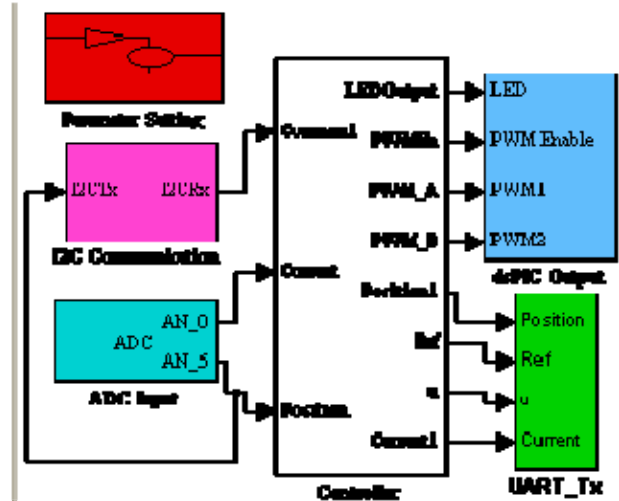 Parameter Setting
I2CTx
I2CRx
I2C Communication
ADC
AN_0
AN_5
ADC Input
Command
Current
Position
LEDOutput
PWMEn
PWM_A
PWM_B
Position1
Ref
u
Current1
Controller
LED
PWM Enable
PWM1
PWM2
dsPIC Output
Position
Ref
u
Current
UART_Tx